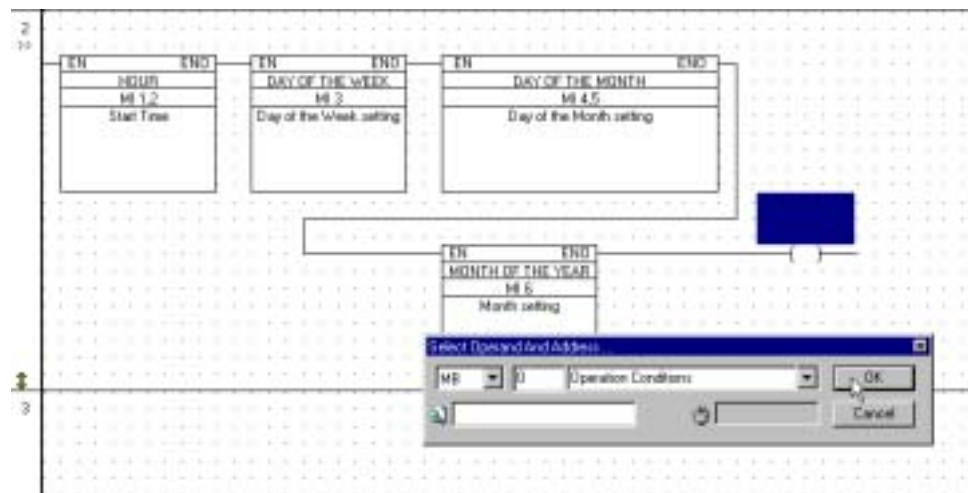 2
EN ENO
HOUR
MI 1,2
Start Time
EN ENO
DAY OF THE WEEK
MI 3
Day of the Week setting
EN ENO
DAY OF THE MONTH
MI 4,5
Day of the Month setting
EN ENO
MONTH OF THE YEAR
MI 6
Month setting
Select Operand And Address...
MB 0 Operation Conditions OK
Cancel
3